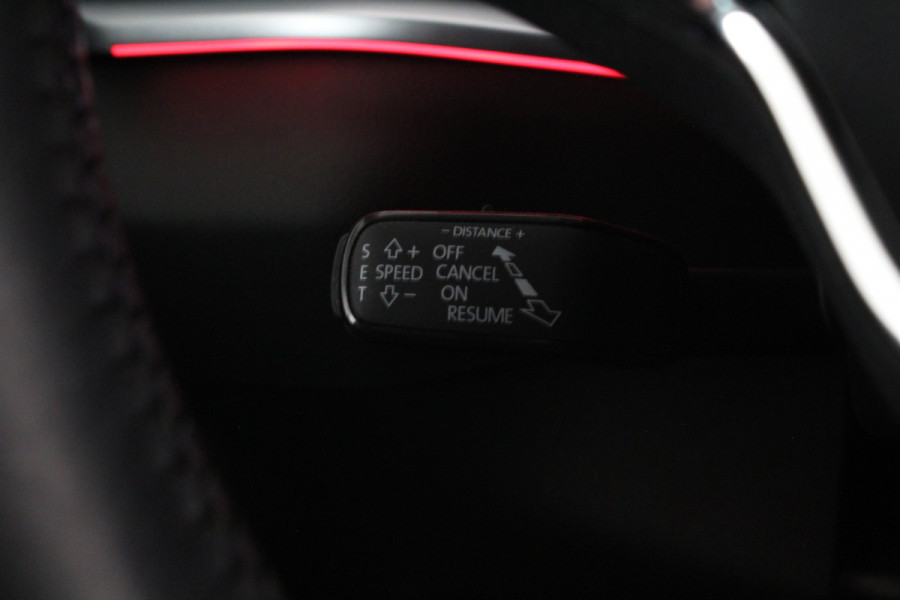 − DISTANCE +
S + OFF
E SPEED CANCEL
T − ON
RESUME